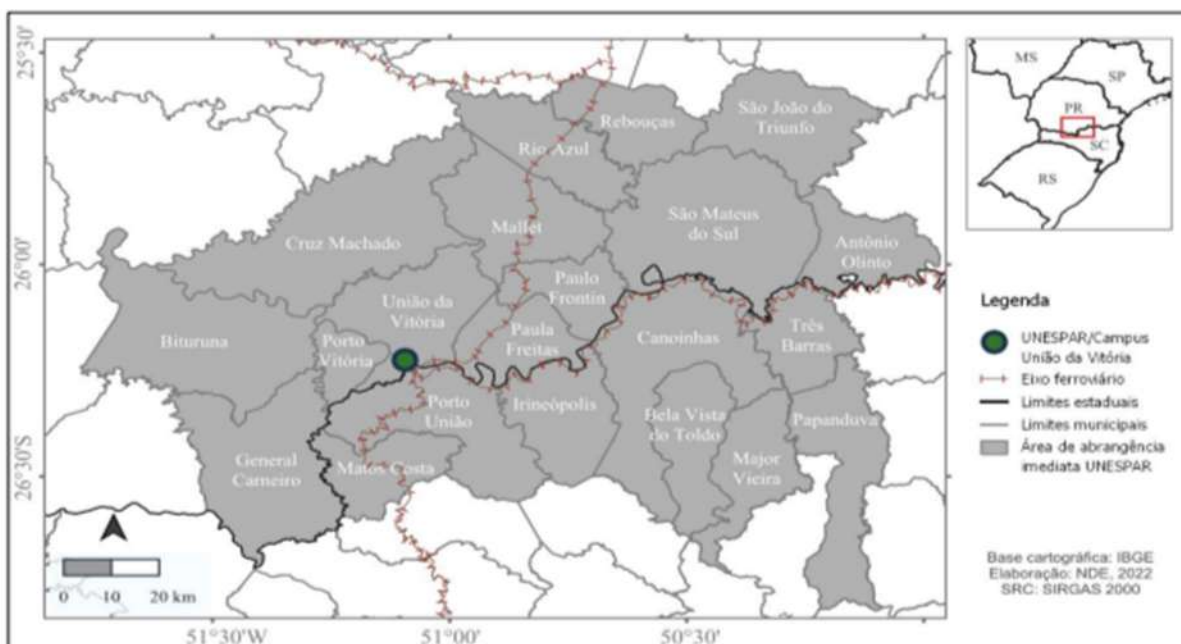 25°30'
26°00'
26°30'S
51°30'W
51°00'
50°30'
Rebouças
São João do
Triunfo
Rio Azul
Mallet
São Mateus
do Sul
Cruz Machado
Antônio
Olinto
Paulo
Frontin
União da
Vitória
Bituruna
Porto
Vitória
Paula
Freitas
Canoinhas
Três
Barras
Porto
União
Irineópolis
Bela Vista
do Toldo
Papanduva
General
Carneiro
Matos Costa
Major
Vieira
0 10 20 km
MS
SP
PR
SC
RS
Legenda
UNESPAR/Campus
União da Vitória
Eixo ferroviário
Limites estaduais
Limites municipais
Área de abrangência
imediata UNESPAR
Base cartográfica: IBGE
Elaboração: NDE, 2022
SRC: SIRGAS 2000